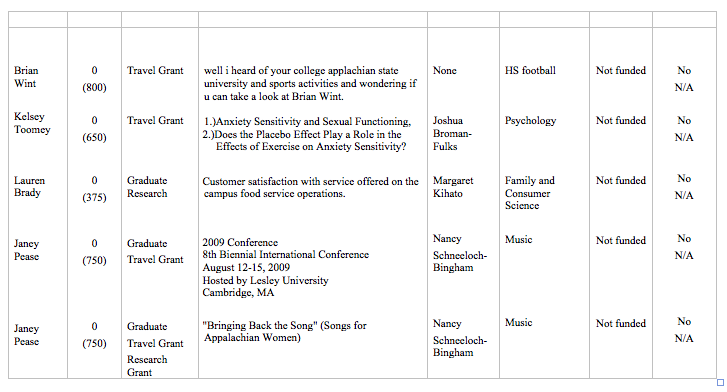 Brian Wint 0 (800) Travel Grant well i heard of your college applachian state university and sports activities and wondering if u can take a look at Brian Wint. None HS football Not funded No N/A
Kelsey Toomey 0 (650) Travel Grant 1.)Anxiety Sensitivity and Sexual Functioning, 2.)Does the Placebo Effect Play a Role in the Effects of Exercise on Anxiety Sensitivity? Joshua Broman-Fulks Psychology Not funded No N/A
Lauren Brady 0 (375) Graduate Research Customer satisfaction with service offered on the campus food service operations. Margaret Kihato Family and Consumer Science Not funded No N/A
Janey Pease 0 (750) Graduate Travel Grant 2009 Conference 8th Biennial International Conference August 12-15, 2009 Hosted by Lesley University Cambridge, MA Nancy Schneeloch-Bingham Music Not funded No N/A
Janey Pease 0 (750) Graduate Travel Grant Research Grant "Bringing Back the Song" (Songs for Appalachian Women) Nancy Schneeloch-Bingham Music Not funded No N/A